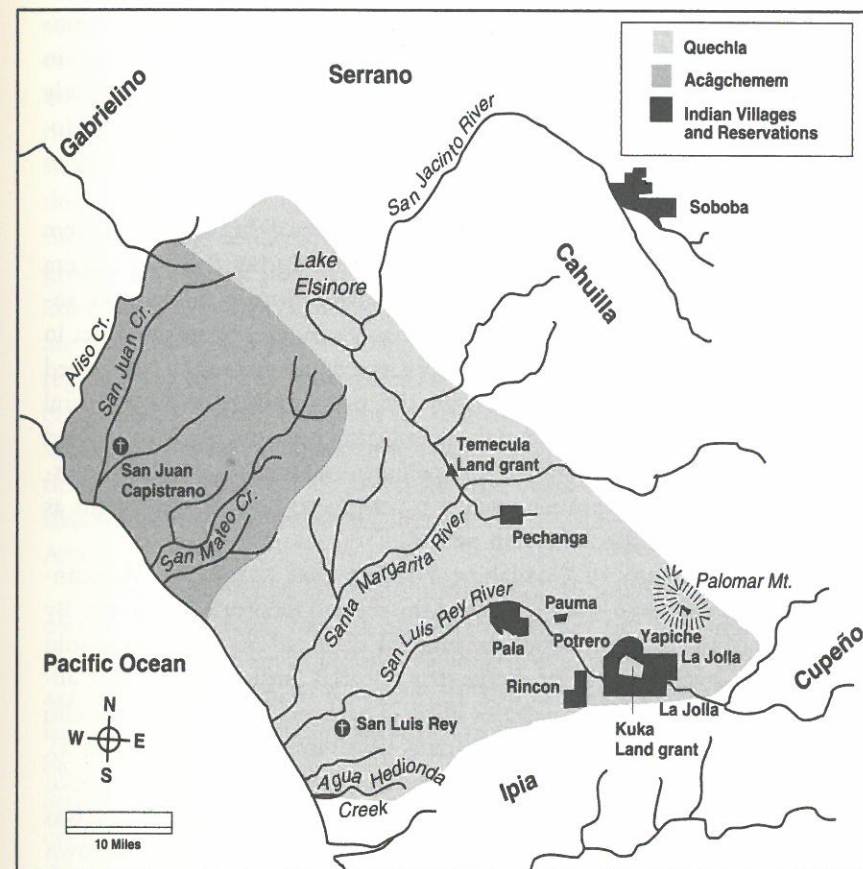 Quechla
Acâgchemem
Indian Villages
and Reservations
Serrano
Gabrielino
San Jacinto River
Soboba
Lake
Elsinore
Cahuilla
Aliso Cr.
San Juan Cr.
San Juan
Capistrano
San Mateo Cr.
Temecula
Land grant
Pechanga
Santa Margarita River
San Luis Rey River
Palomar Mt.
Pauma
Pala
Potrero
Yapiche
La Jolla
Rincon
La Jolla
Cupeño
Kuka
Land grant
Pacific Ocean
N
W
E
S
San Luis Rey
Agua Hedionda
Creek
Ipia
10 Miles